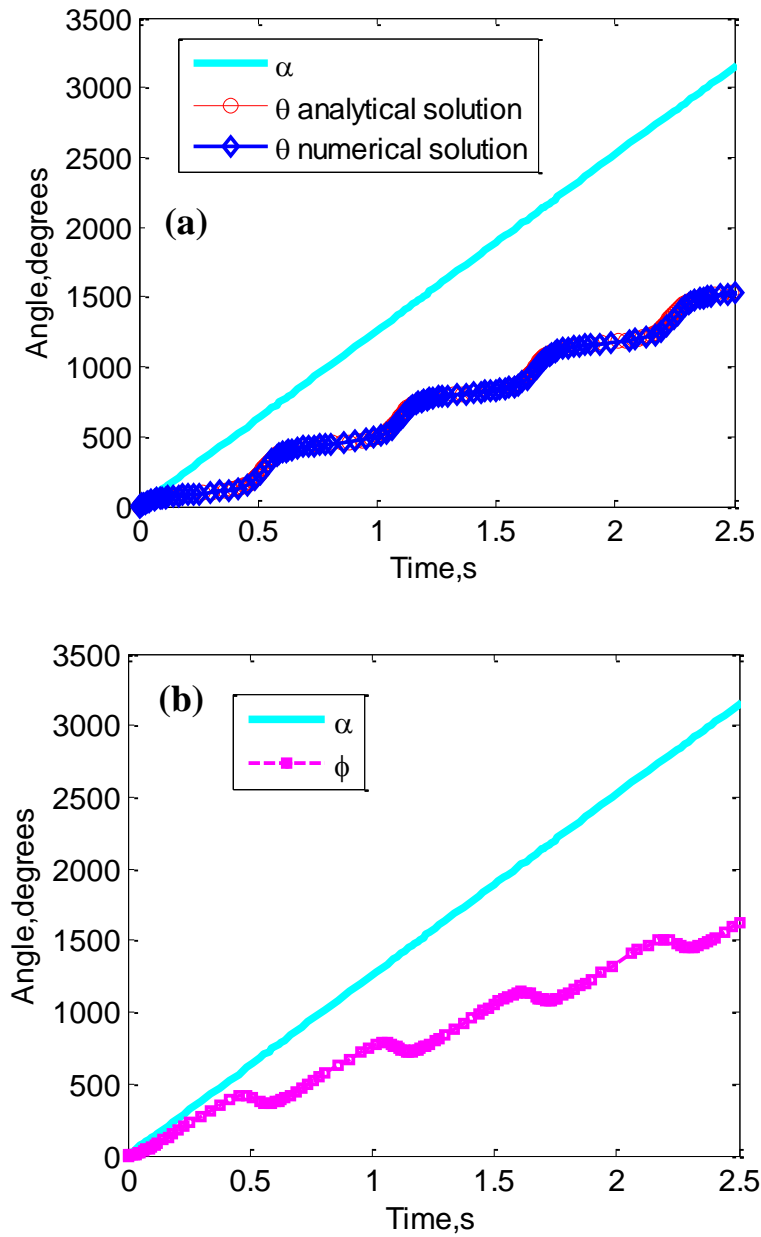 3500
3000
2500
2000
1500
1000
500
0
Angle,degrees
α
θ analytical solution
θ numerical solution
(a)
0 0.5 1 1.5 2 2.5
Time,s
3500
3000
2500
2000
1500
1000
500
0
Angle,degrees
(b)
α
ϕ
0 0.5 1 1.5 2 2.5
Time,s